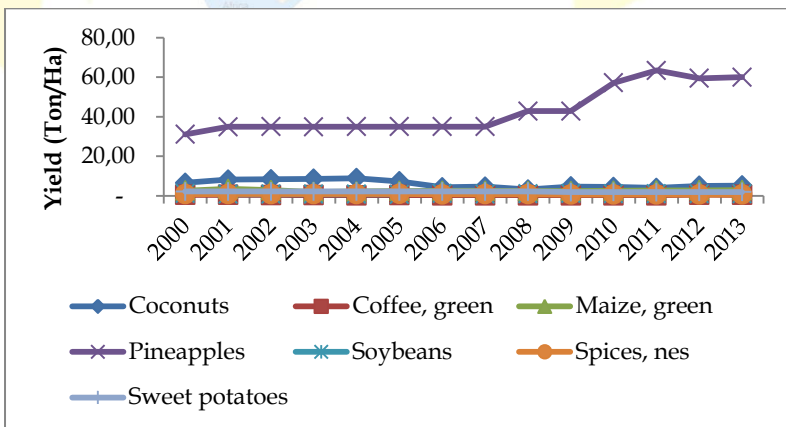 Africa
Yield (Ton/Ha)
80,00
60,00
40,00
20,00
-
2000
2001
2002
2003
2004
2005
2006
2007
2008
2009
2010
2011
2012
2013
Coconuts
Coffee, green
Maize, green
Pineapples
Soybeans
Spices, nes
Sweet potatoes